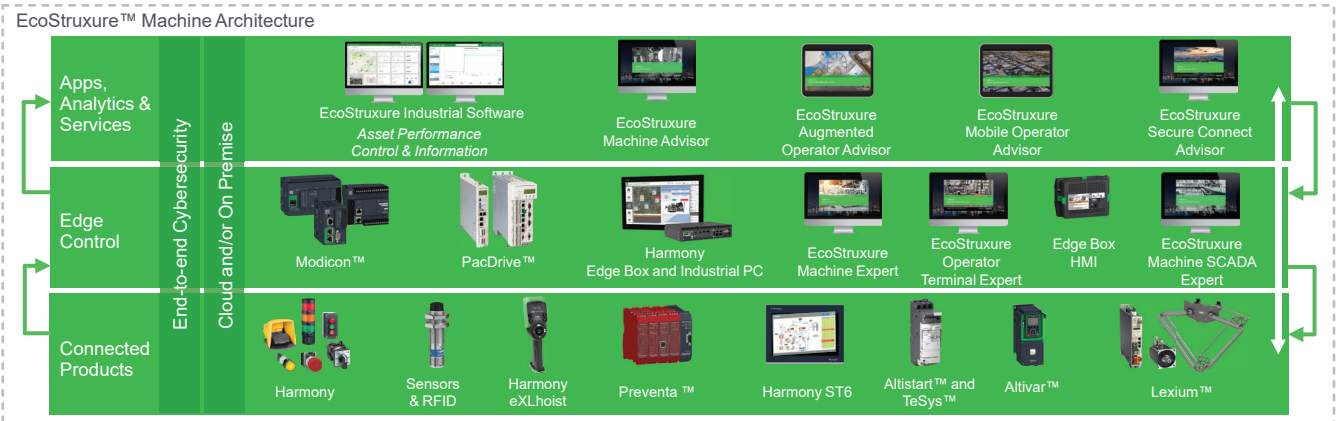 EcoStruxure™ Machine Architecture
Apps,
Analytics &
Services
End-to-end Cybersecurity
Cloud and/or On Premise
EcoStruxure Industrial Software
Asset Performance
Control & Information
EcoStruxure
Machine Advisor
EcoStruxure
Augmented
Operator Advisor
EcoStruxure
Mobile Operator
Advisor
EcoStruxure
Secure Connect
Advisor
Edge
Control
Modicon™
PacDrive™
Harmony
Edge Box and Industrial PC
EcoStruxure
Machine Expert
EcoStruxure
Operator
Terminal Expert
Edge Box
HMI
EcoStruxure
Machine SCADA
Expert
Connected
Products
Harmony
Sensors
& RFID
Harmony
eXLhoist
Preventa ™
Harmony ST6
Altistart™ and
TeSys™
Altivar™
Lexium™